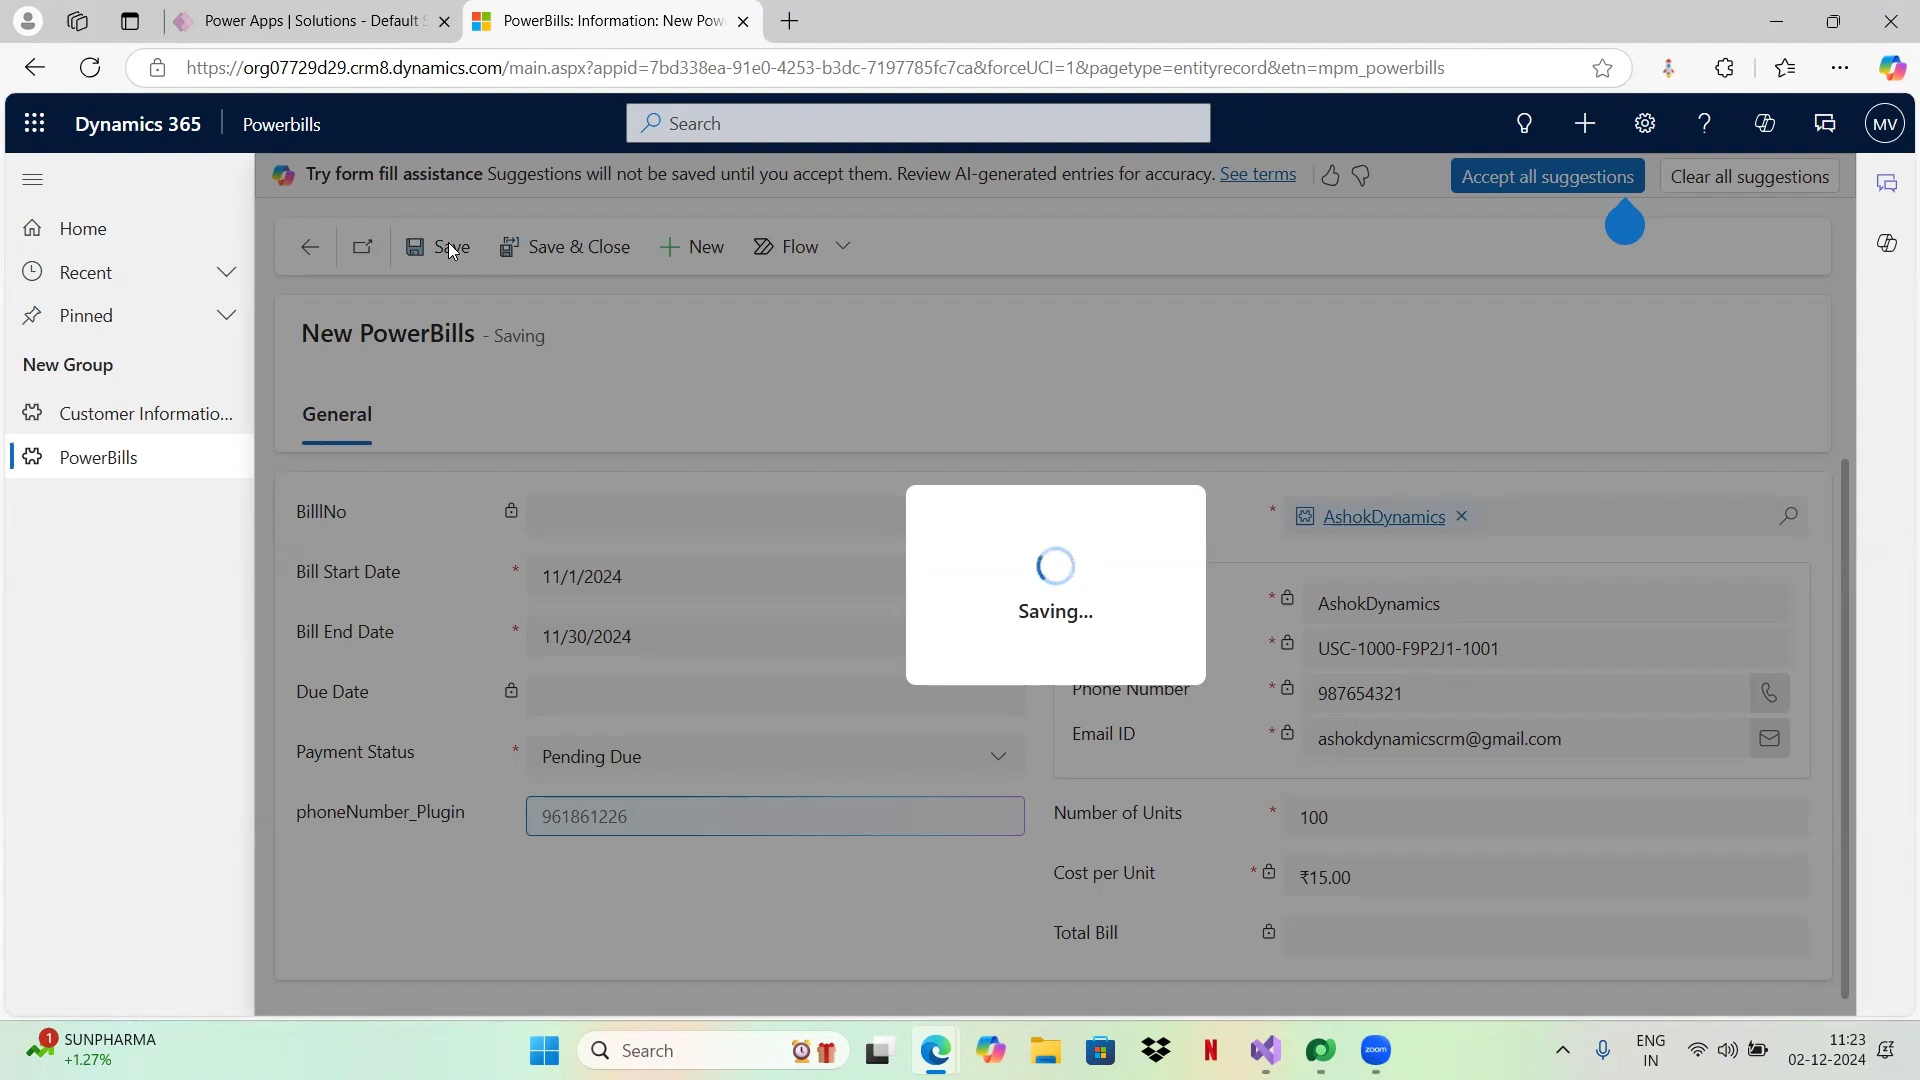 Power Apps | Solutions - Default S
PowerBills: Information: New Pow
https://org07729d29.crm8.dynamics.com/main.aspx?appid=7bd338ea-91e0-4253-b3dc-7197785fc7ca&forceUCI=1&pagetype=entityrecord&etn=mpm_powerbills
Dynamics 365
Powerbills
Search
MV
Try form fill assistance Suggestions will not be saved until you accept them. Review AI-generated entries for accuracy. See terms
Accept all suggestions
Clear all suggestions
Home
Recent
Pinned
New Group
Customer Informatio...
PowerBills
Save
Save & Close
New
Flow
New PowerBills - Saving
General
BilllNo
Bill Start Date * 11/1/2024
Bill End Date * 11/30/2024
Due Date
Payment Status * Pending Due
phoneNumber_Plugin 961861226
Saving...
* AshokDynamics
* AshokDynamics
* USC-1000-F9P2J1-1001
Phone Number * 987654321
Email ID * ashokdynamicscrm@gmail.com
Number of Units * 100
Cost per Unit * ₹15.00
Total Bill
1
SUNPHARMA
+1.27%
Search
N
zoom
ENG
IN
11:23
02-12-2024